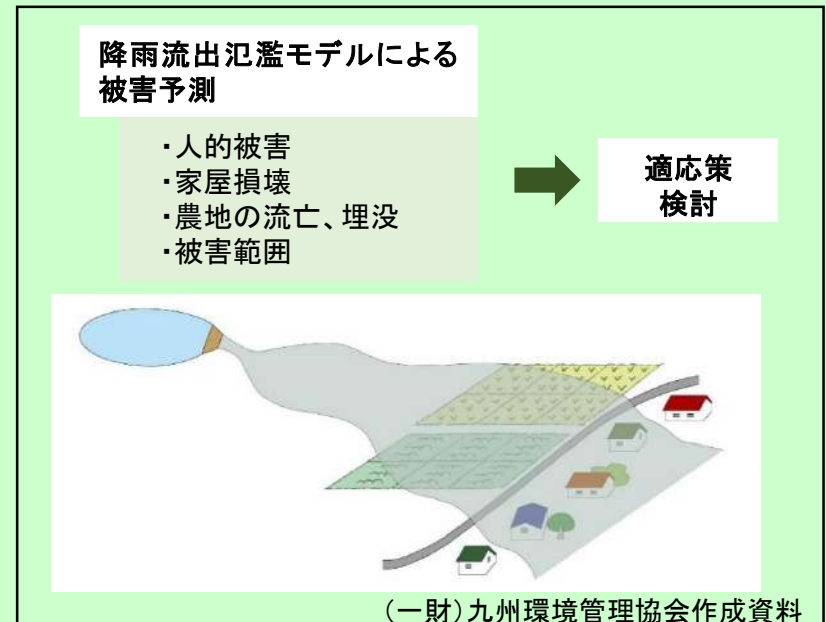 降雨流出氾濫モデルによる
被害予測
・人的被害
・家屋損壊
・農地の流亡、埋没
・被害範囲
適応策
検討
(一財)九州環境管理協会作成資料